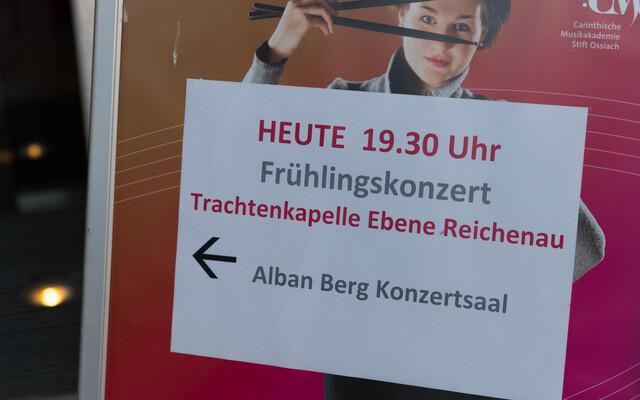 Carinthische
Musikakademie
Stift Ossiach
HEUTE 19.30 Uhr
Frühlingskonzert
Trachtenkapelle Ebene Reichenau
Alban Berg Konzertsaal